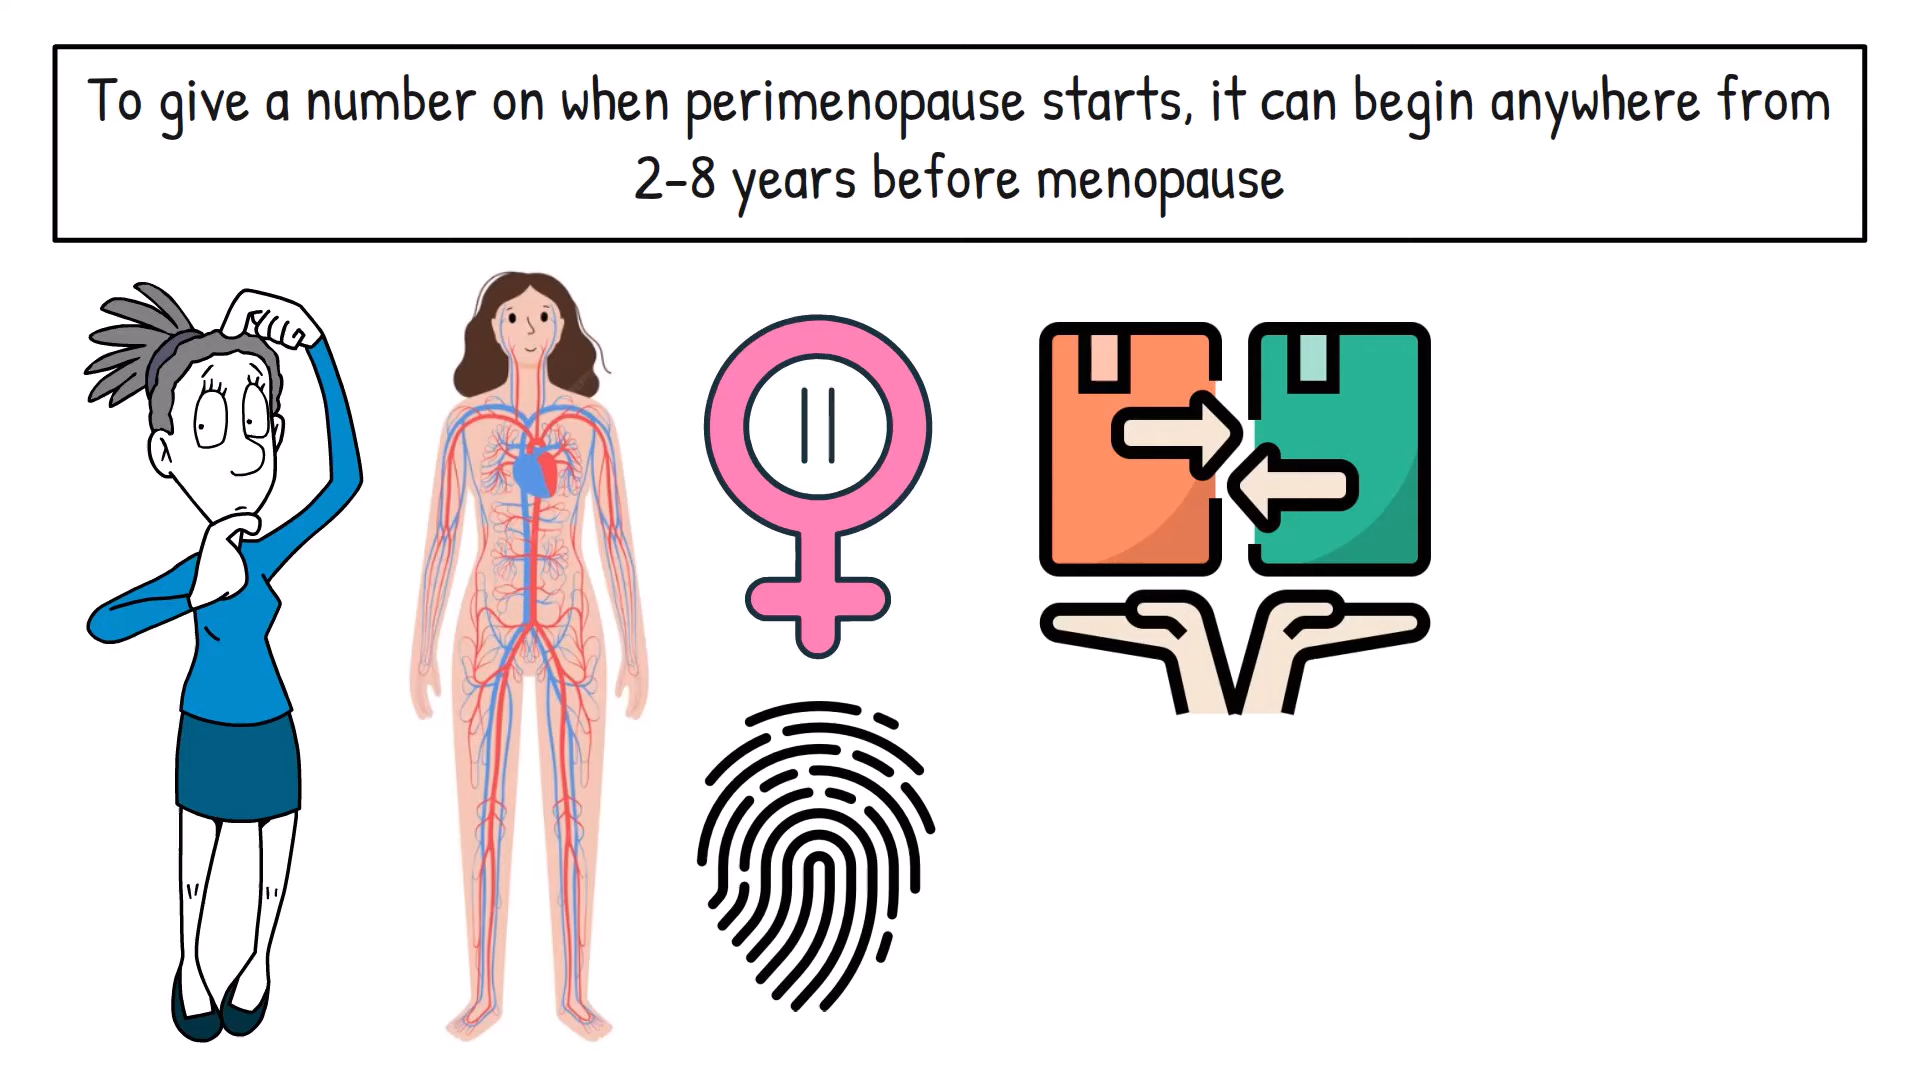 To give a number on when perimenopause starts, it can begin anywhere from
2-8 years before menopause